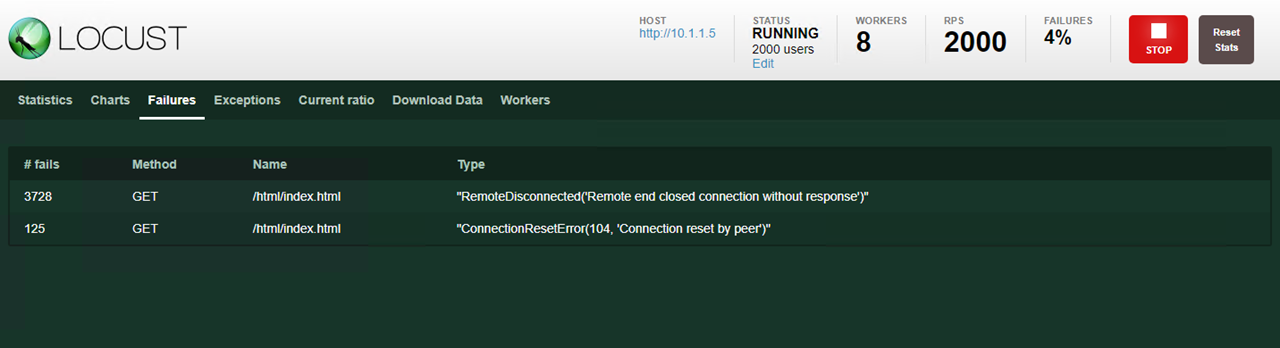 LOCUST
HOST
http://10.1.1.5
STATUS
RUNNING
2000 users
Edit
WORKERS
8
RPS
2000
FAILURES
4%
STOP
Reset
Stats
Statistics Charts Failures Exceptions Current ratio Download Data Workers
# fails Method Name Type
3728 GET /html/index.html "RemoteDisconnected('Remote end closed connection without response')"
125 GET /html/index.html "ConnectionResetError(104, 'Connection reset by peer')"